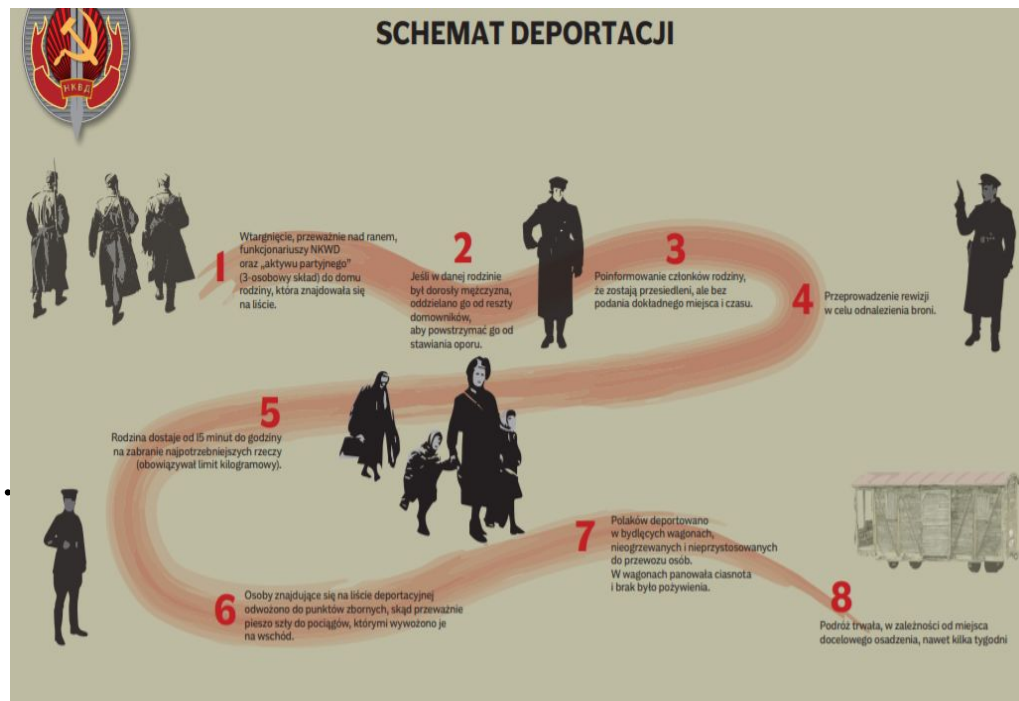 SCHEMAT DEPORTACJI
НКВД
1
Wtargnięcie, przeważnie nad ranem,
funkcjonariuszy NKWD
oraz „aktywu partyjnego”
(3-osobowy skład) do domu
rodziny, która znajdowała się
na liście.
2
Jeśli w danej rodzinie
był dorosły mężczyzna,
oddzielano go od reszty
domowników,
aby powstrzymać go od
stawiania oporu.
3
Poinformowanie członków rodziny,
że zostają przesiedleni, ale bez
podania dokładnego miejsca i czasu.
4
Przeprowadzenie rewizji
w celu odnalezienia broni.
5
Rodzina dostaje od 15 minut do godziny
na zabranie najpotrzebniejszych rzeczy
(obowiązywał limit kilogramowy).
6
Osoby znajdujące się na liście deportacyjnej
odwożono do punktów zbornych, skąd przeważnie
pieszo szły do pociągów, którymi wywożono je
na wschód.
7
Polaków deportowano
w bydlęcych wagonach,
nieogrzewanych i nieprzystosowanych
do przewozu osób.
W wagonach panowała ciasnota
i brak było pożywienia.
8
Podróż trwała, w zależności od miejsca
docelowego osadzenia, nawet kilka tygodni